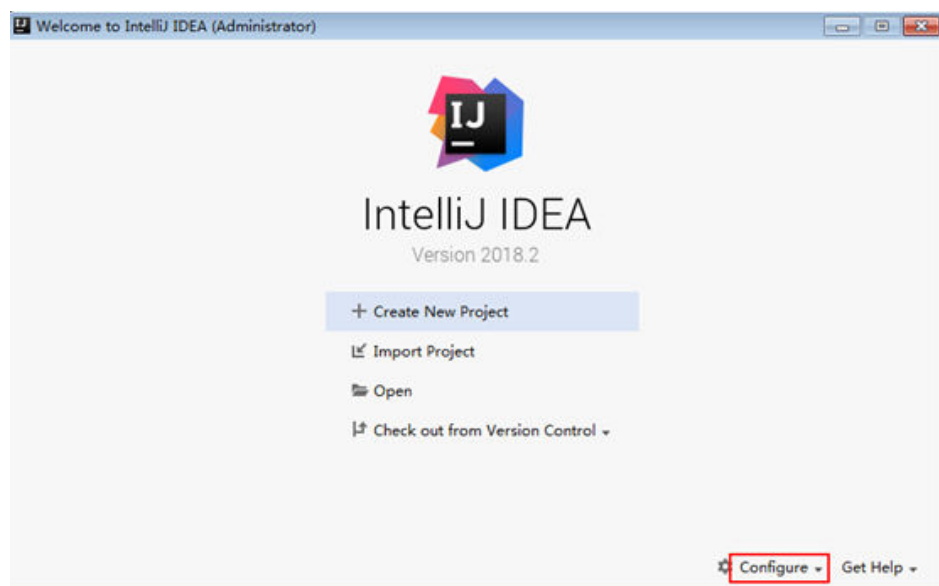 Welcome to IntelliJ IDEA (Administrator)
IJ
IntelliJ IDEA
Version 2018.2
Create New Project
Import Project
Open
Check out from Version Control
Configure Get Help